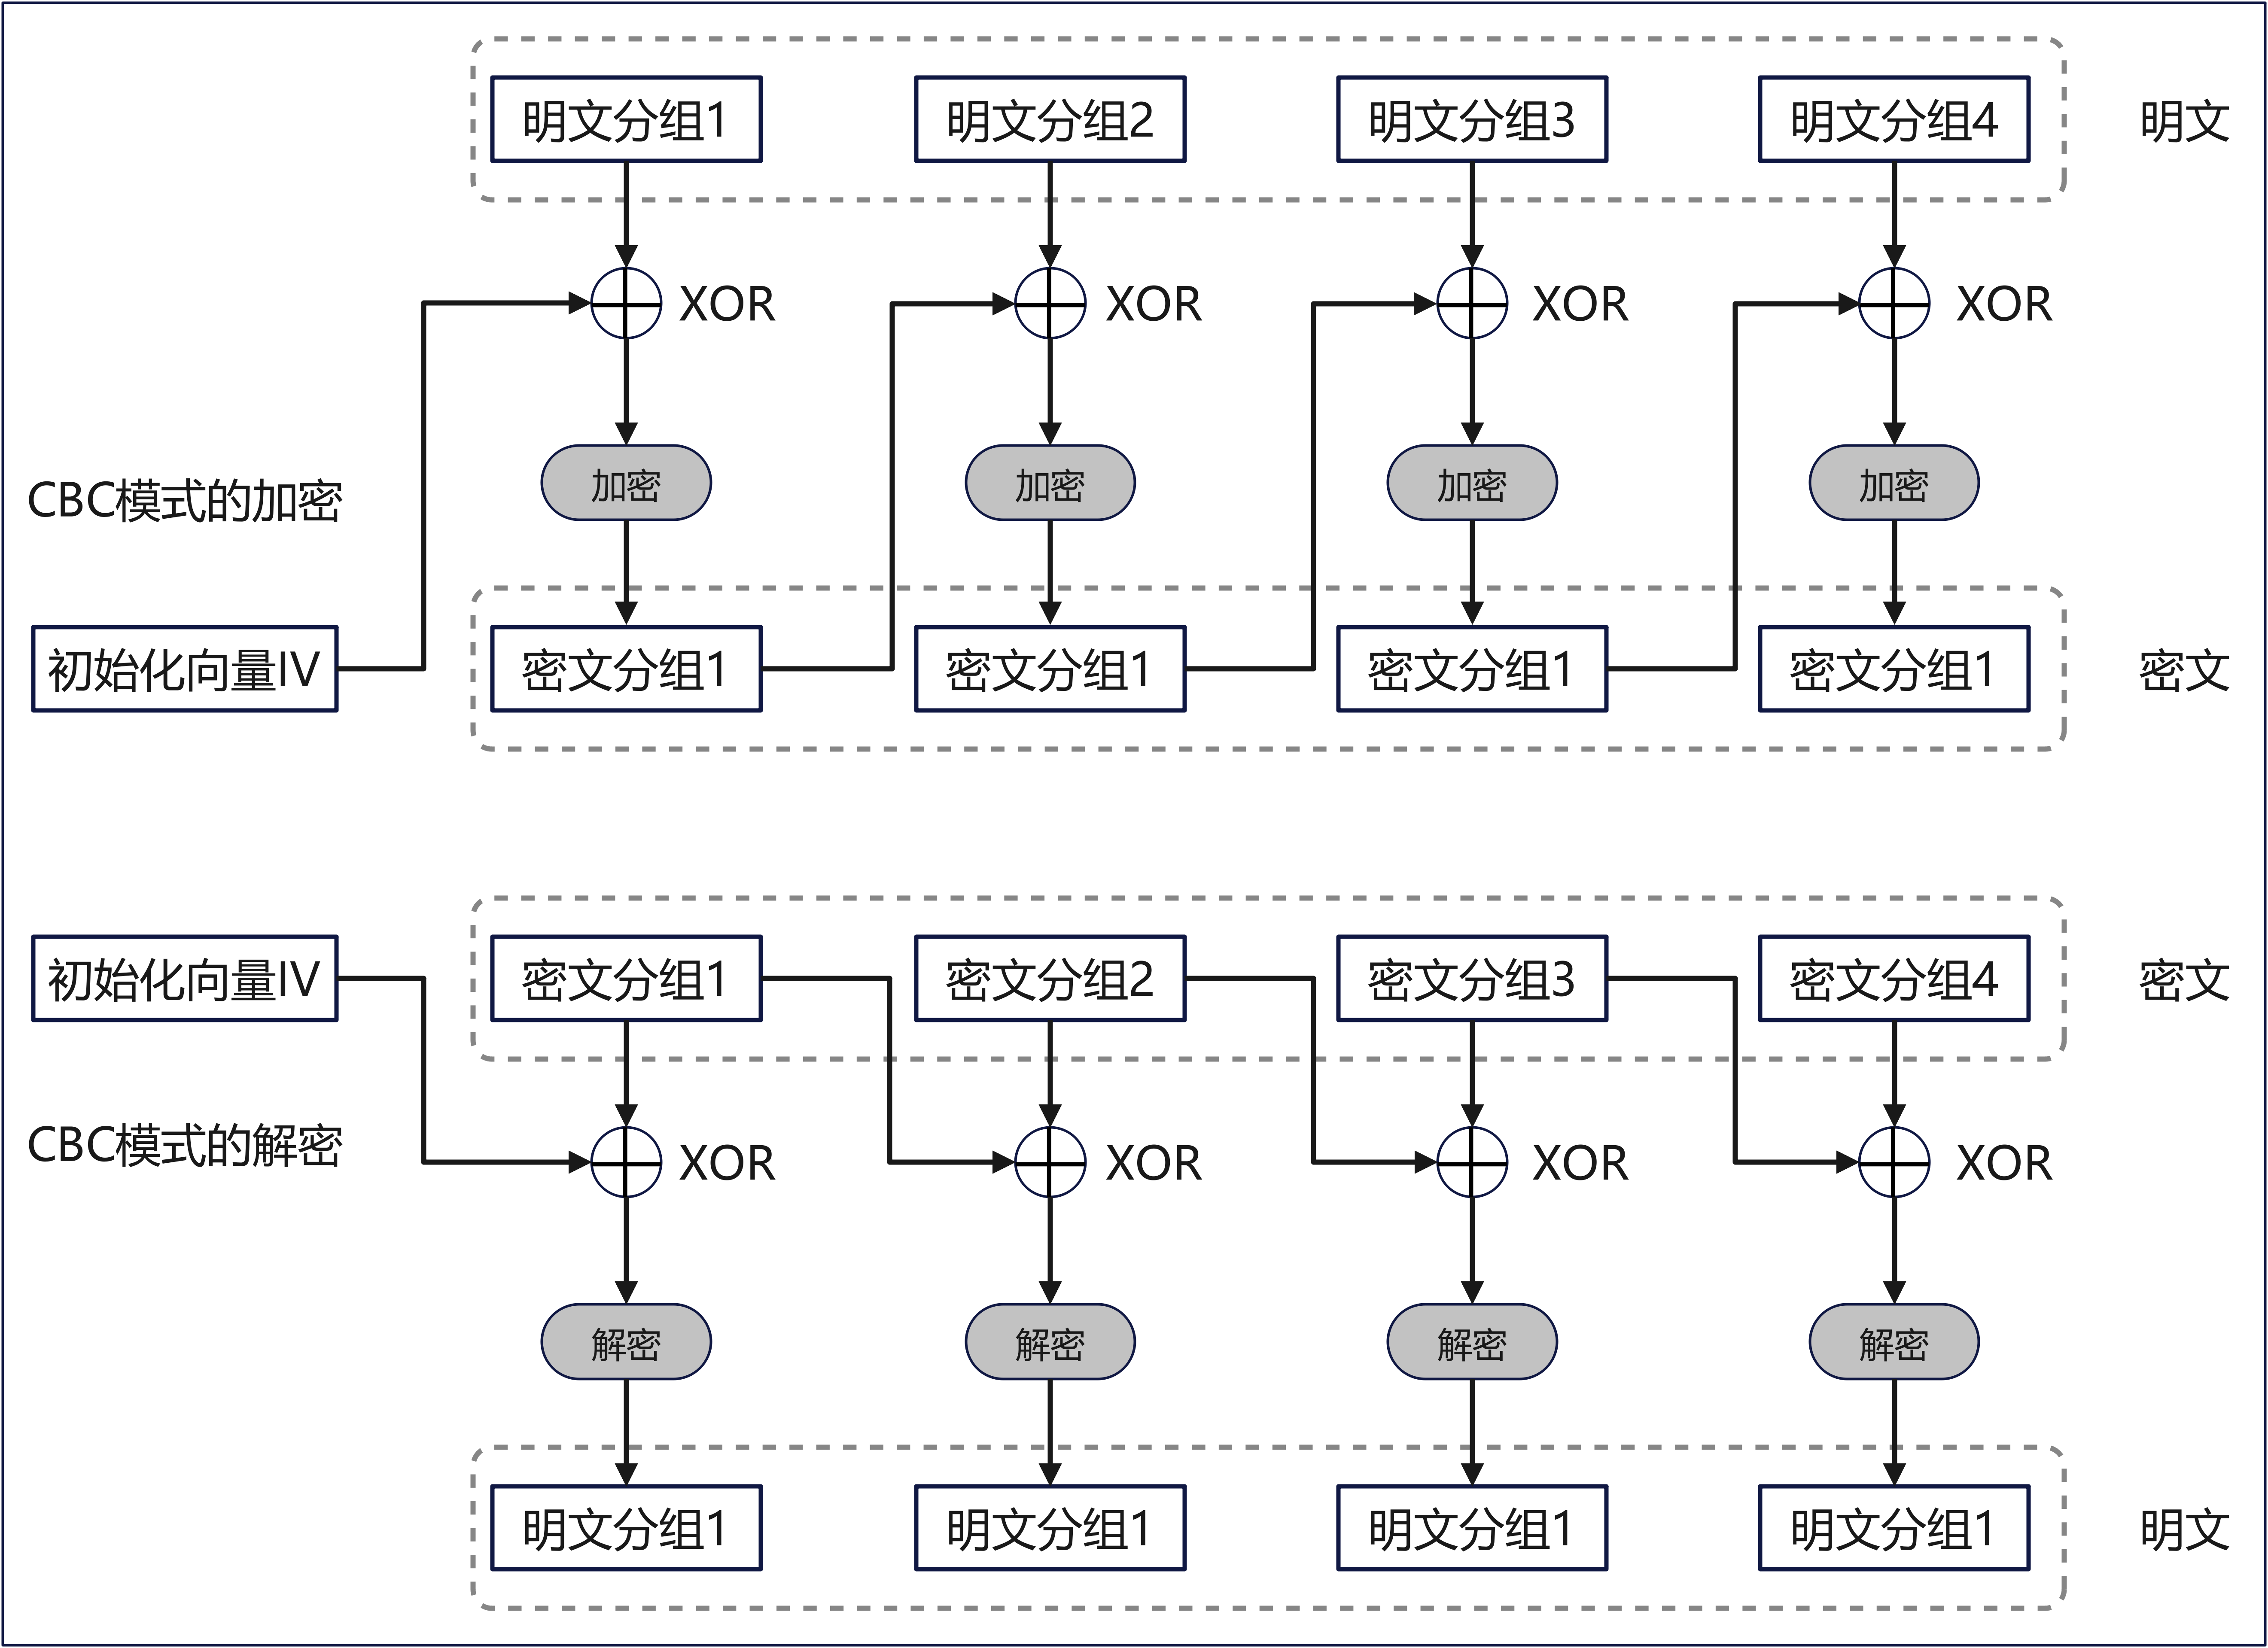 明文分组1 明文分组2 明文分组3 明文分组4 明文
XOR XOR XOR XOR
加密 加密 加密 加密
CBC模式的加密
初始化向量IV 密文分组1 密文分组1 密文分组1 密文分组1 密文
初始化向量IV 密文分组1 密文分组2 密文分组3 密文分组4 密文
CBC模式的解密
XOR XOR XOR XOR
解密 解密 解密 解密
明文分组1 明文分组1 明文分组1 明文分组1 明文